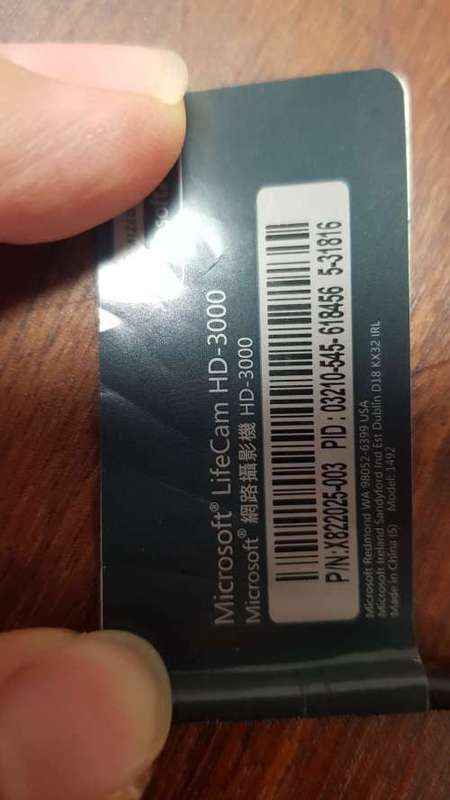 Microsoft® LifeCam HD-3000
Microsoft® 網路攝影機 HD-3000
P/N:X822025-003 PID : 03210-545- 618456 5-31816
Microsoft Redmond WA 98052-6399 USA
Microsoft Ireland Sandyford Ind Est Dublin D18 KX32 IRL
Made in China (S) Model: 1492